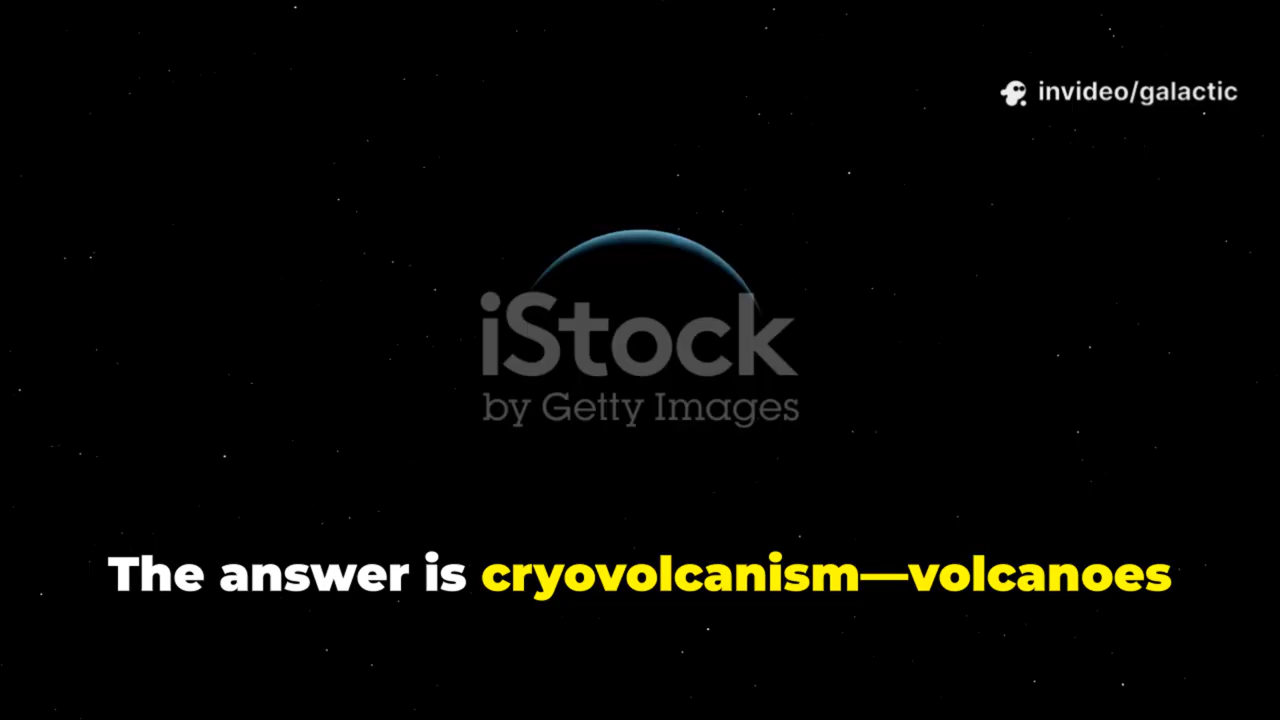 invideo/galactic
iStock
by Getty Images
The answer is cryovolcanism—volcanoes